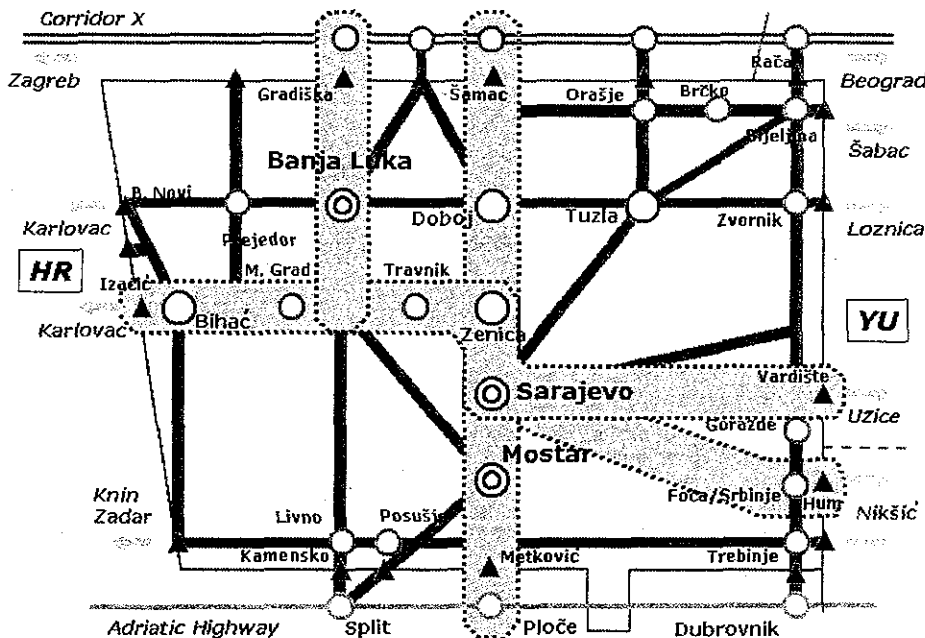 Corridor X
Zagreb
Gradiška
Šamac
Orašje
Brčko
Rača
Beograd
Bijeljina
Šabac
Banja Luka
B. Novi
Karlovac
Prejedor
Doboj
Tuzla
Zvornik
Loznica
HR
Izačić
M. Grad
Travnik
Karlovac
Bihać
Zenica
YU
Vardište
Sarajevo
Uzice
Goražde
Mostar
Foča/Srbinje
Hum
Nikšić
Knin
Zadar
Livno
Posušje
Kamensko
Metković
Trebinje
Adriatic Highway
Split
Ploče
Dubrovnik